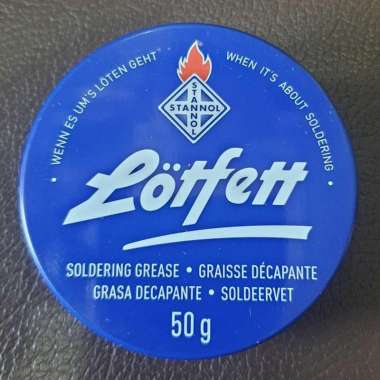 WENN ES UM'S LÖTEN GEHT
WHEN IT'S ABOUT SOLDERING
STANNOL
STANNOL
Lötfett
SOLDERING GREASE • GRAISSE DÉCAPANTE
GRASA DECAPANTE • SOLDEERVET
50 g